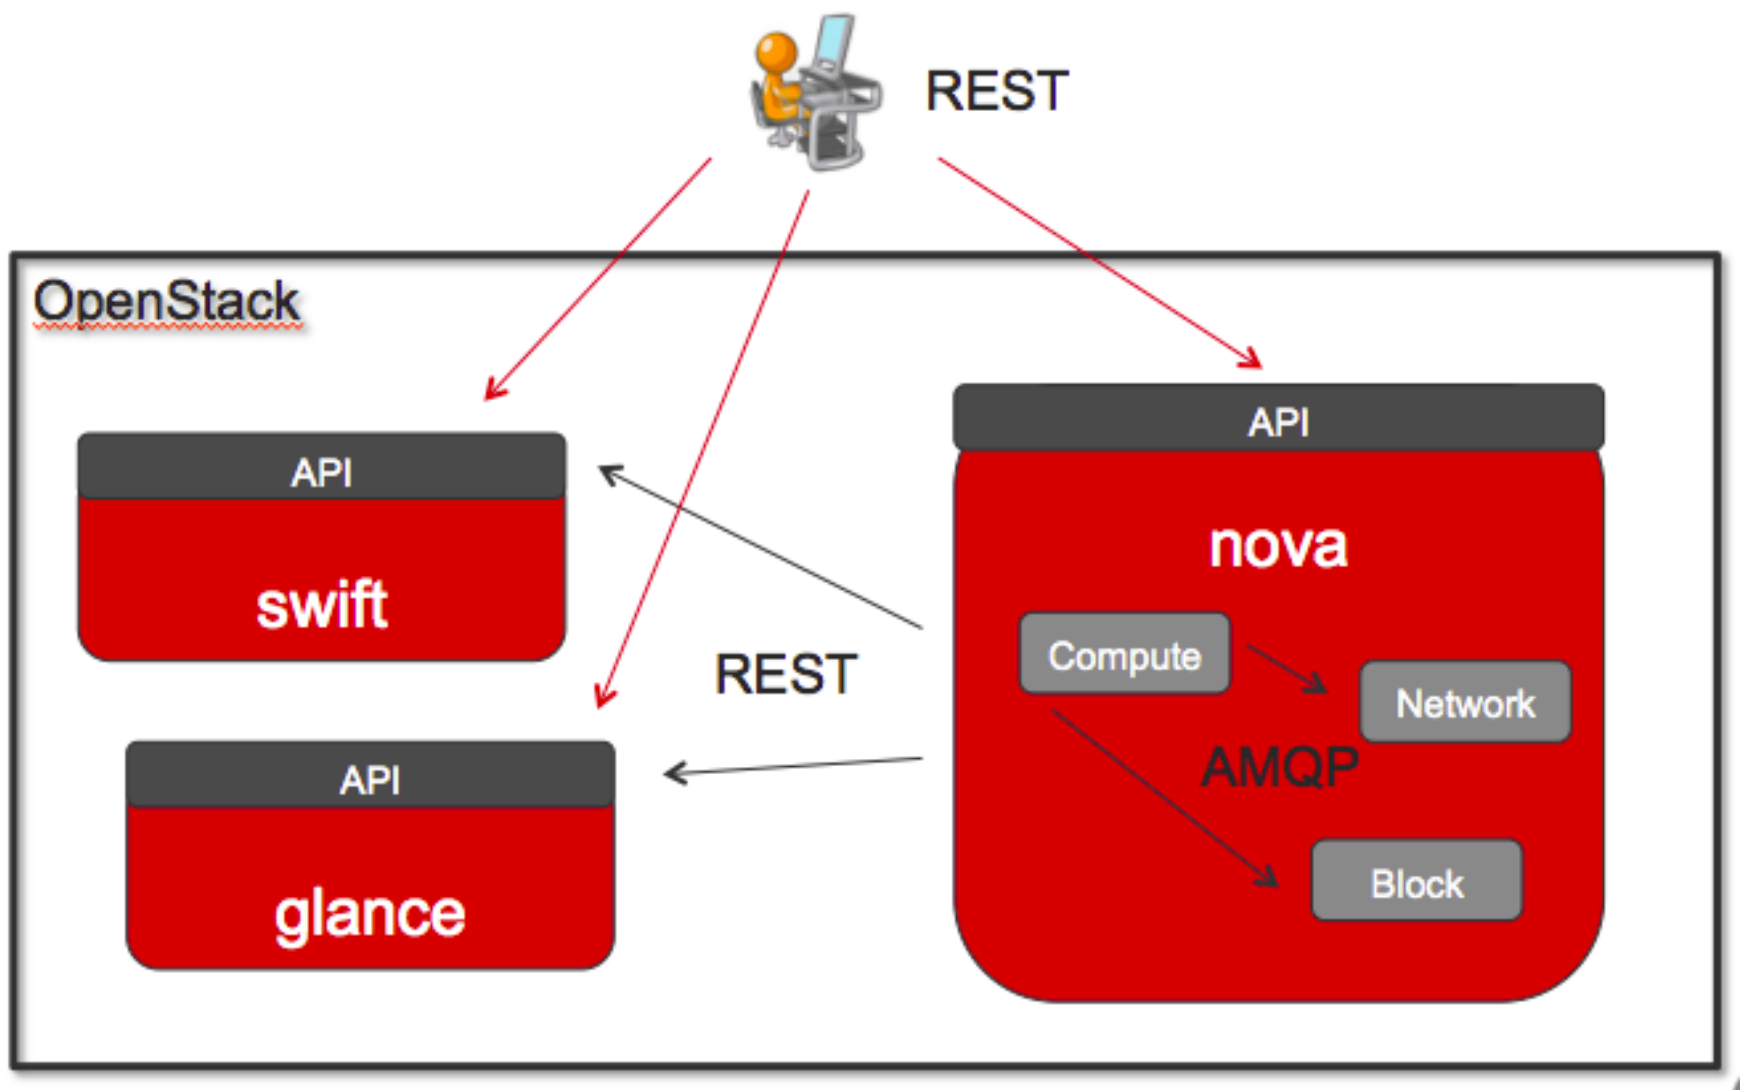 REST
OpenStack
API
swift
API
nova
Compute
Network
AMQP
Block
REST
API
glance